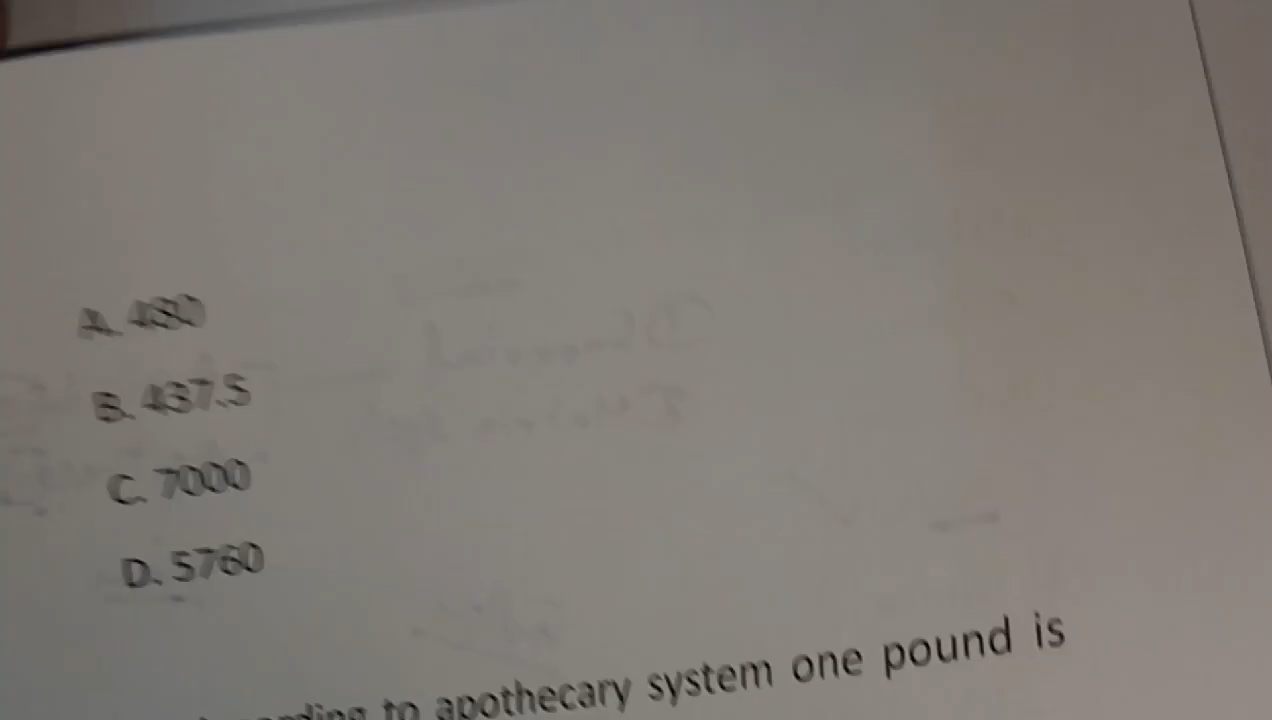 A. 480
B. 437.5
C. 7000
D. 5760
to apothecary system one pound is